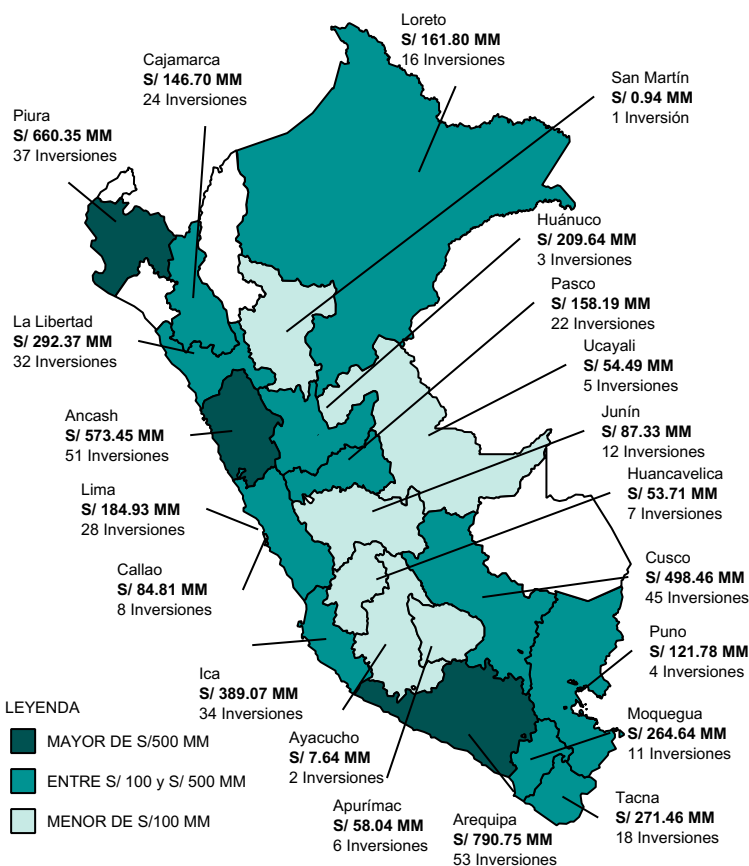 Loreto
S/ 161.80 MM
16 Inversiones
Cajamarca
S/ 146.70 MM
24 Inversiones
San Martín
S/ 0.94 MM
1 Inversión
Piura
S/ 660.35 MM
37 Inversiones
Huánuco
S/ 209.64 MM
3 Inversiones
Pasco
S/ 158.19 MM
22 Inversiones
La Libertad
S/ 292.37 MM
32 Inversiones
Ucayali
S/ 54.49 MM
5 Inversiones
Ancash
S/ 573.45 MM
51 Inversiones
Junín
S/ 87.33 MM
12 Inversiones
Lima
S/ 184.93 MM
28 Inversiones
Huancavelica
S/ 53.71 MM
7 Inversiones
Callao
S/ 84.81 MM
8 Inversiones
Cusco
S/ 498.46 MM
45 Inversiones
Puno
S/ 121.78 MM
4 Inversiones
Ica
S/ 389.07 MM
34 Inversiones
Moquegua
S/ 264.64 MM
11 Inversiones
Ayacucho
S/ 7.64 MM
2 Inversiones
Apurímac
S/ 58.04 MM
6 Inversiones
Arequipa
S/ 790.75 MM
53 Inversiones
Tacna
S/ 271.46 MM
18 Inversiones
LEYENDA
MAYOR DE S/500 MM
ENTRE S/ 100 y S/ 500 MM
MENOR DE S/100 MM